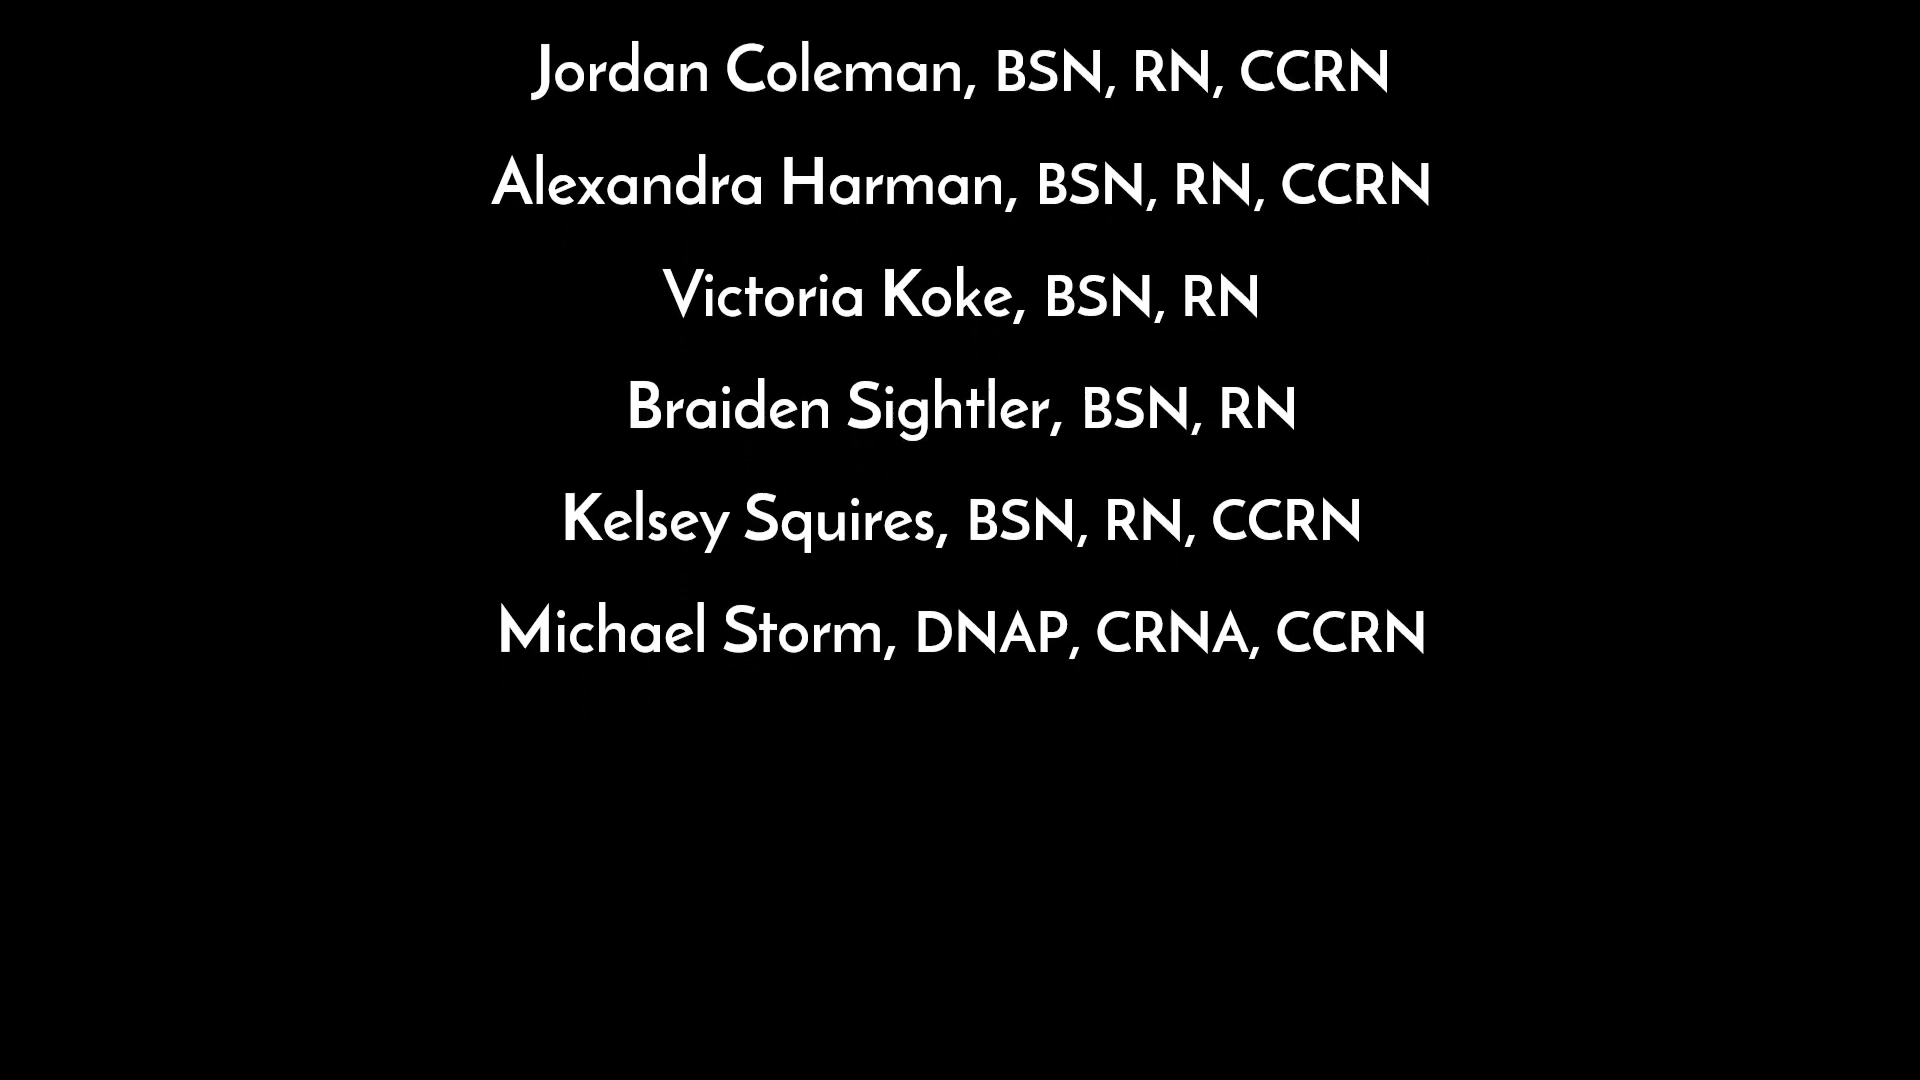 Jordan Coleman, BSN, RN, CCRN
Alexandra Harman, BSN, RN, CCRN
Victoria Koke, BSN, RN
Braiden Sightler, BSN, RN
Kelsey Squires, BSN, RN, CCRN
Michael Storm, DNAP, CRNA, CCRN